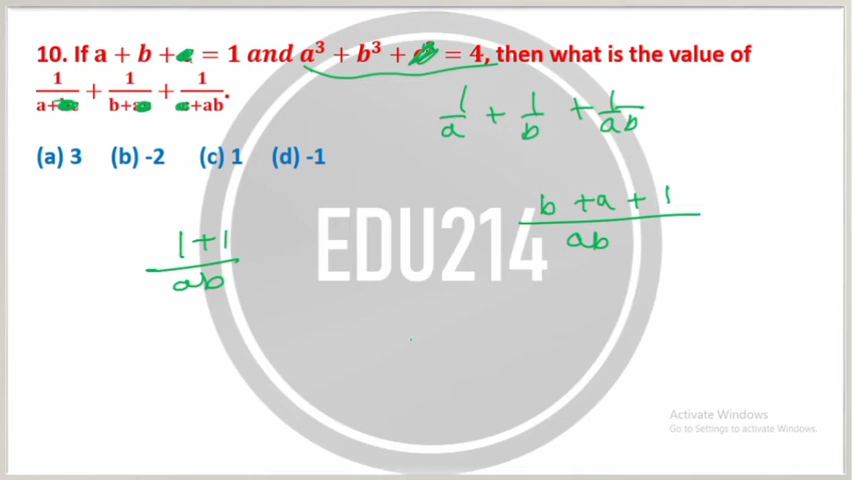 10. If a + b + = 1 and a³ + b³ + = 4, then what is the value of
1/a+ + 1/b+ + 1/ +ab.
1/a + 1/b + 1/ab
(a) 3 (b) -2 (c) 1 (d) -1
b + a + 1 / ab
1+1 / ab
EDU214
Activate Windows
Go to Settings to activate Windows.